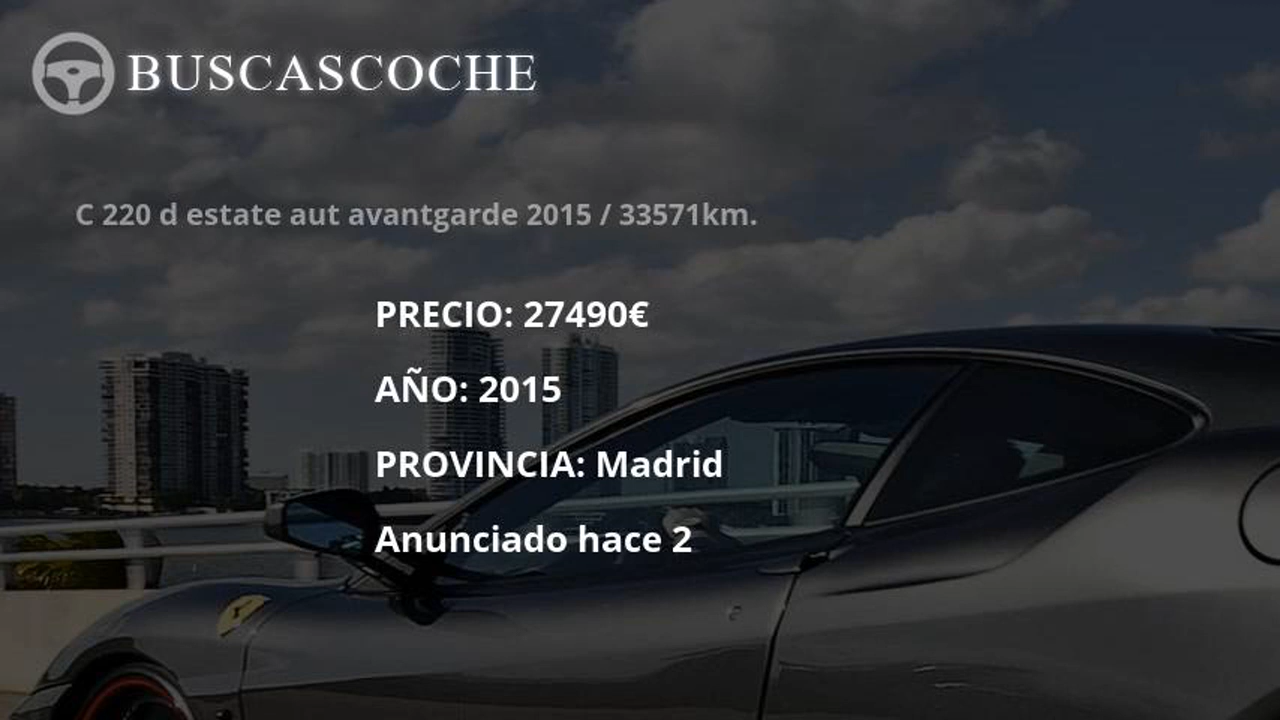 BUSCASCOCHE
C 220 d estate aut avantgarde 2015 / 33571km.
PRECIO: 27490€
AÑO: 2015
PROVINCIA: Madrid
Anunciado hace 2